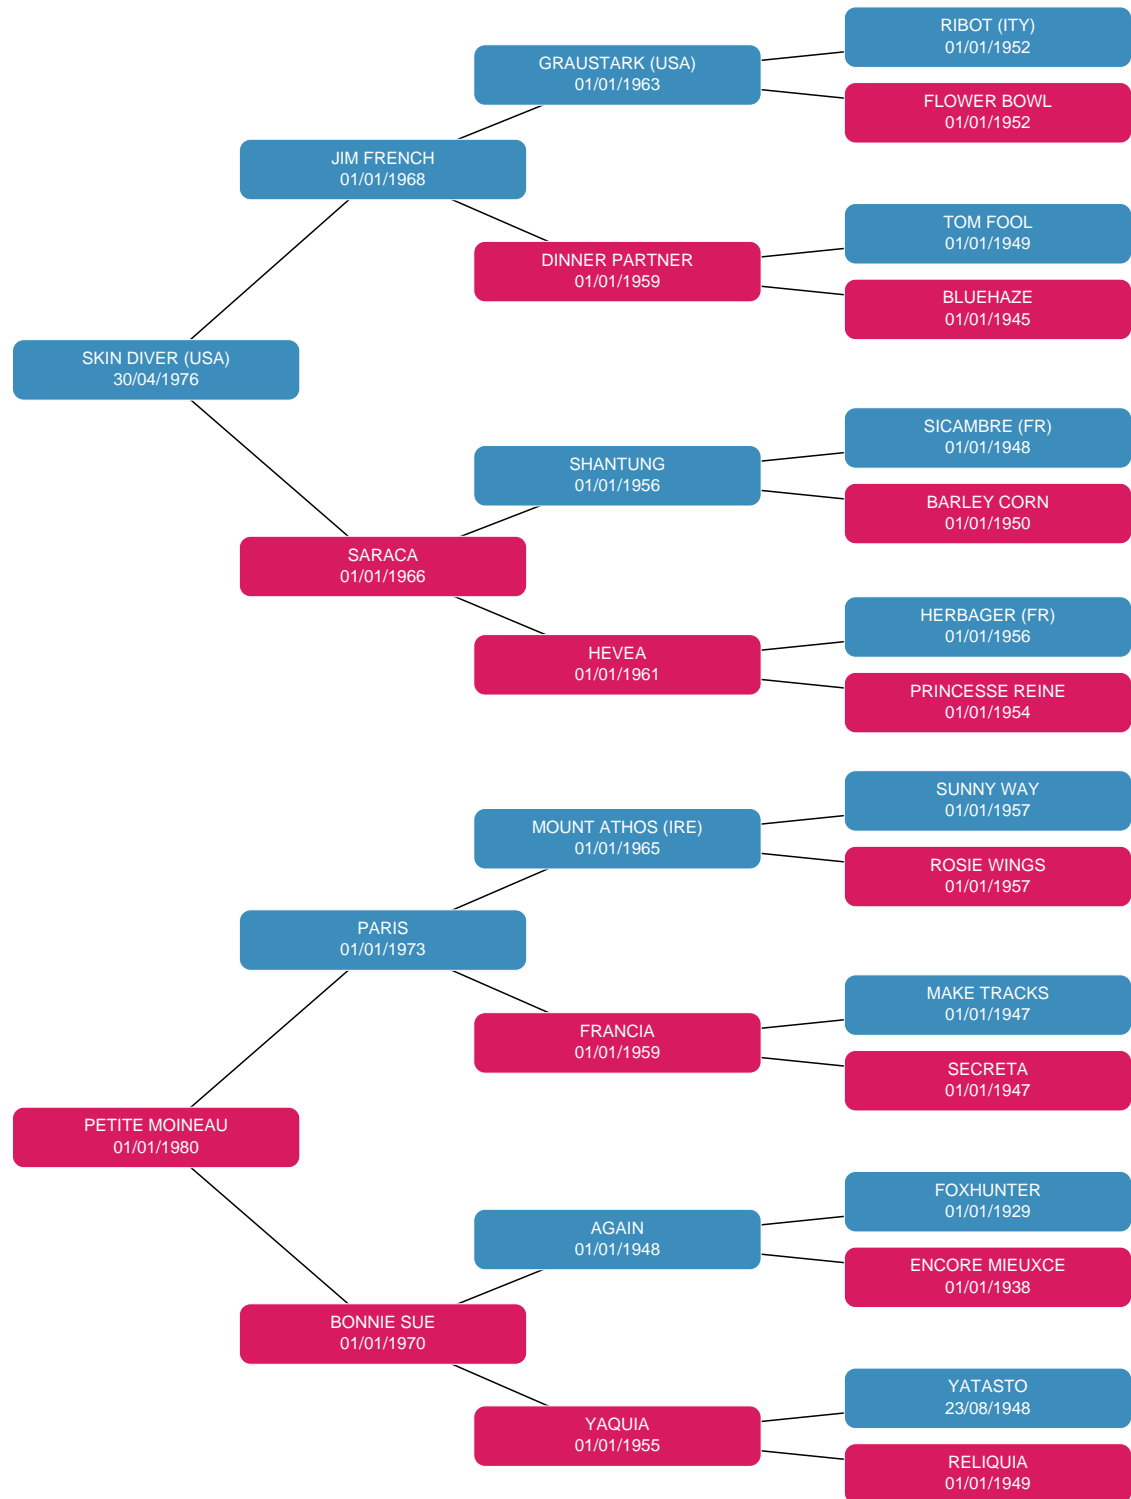 RIBOT (ITY)
01/01/1952
GRAUSTARK (USA)
01/01/1963
FLOWER BOWL
01/01/1952
JIM FRENCH
01/01/1968
TOM FOOL
01/01/1949
DINNER PARTNER
01/01/1959
BLUEHAZE
01/01/1945
SKIN DIVER (USA)
30/04/1976
SICAMBRE (FR)
01/01/1948
SHANTUNG
01/01/1956
BARLEY CORN
01/01/1950
SARACA
01/01/1966
HERBAGER (FR)
01/01/1956
HEVEA
01/01/1961
PRINCESSE REINE
01/01/1954
SUNNY WAY
01/01/1957
MOUNT ATHOS (IRE)
01/01/1965
ROSIE WINGS
01/01/1957
PARIS
01/01/1973
MAKE TRACKS
01/01/1947
FRANCIA
01/01/1959
SECRETA
01/01/1947
PETITE MOINEAU
01/01/1980
FOXHUNTER
01/01/1929
AGAIN
01/01/1948
ENCORE MIEUXCE
01/01/1938
BONNIE SUE
01/01/1970
YATASTO
23/08/1948
YAQUIA
01/01/1955
RELIQUIA
01/01/1949